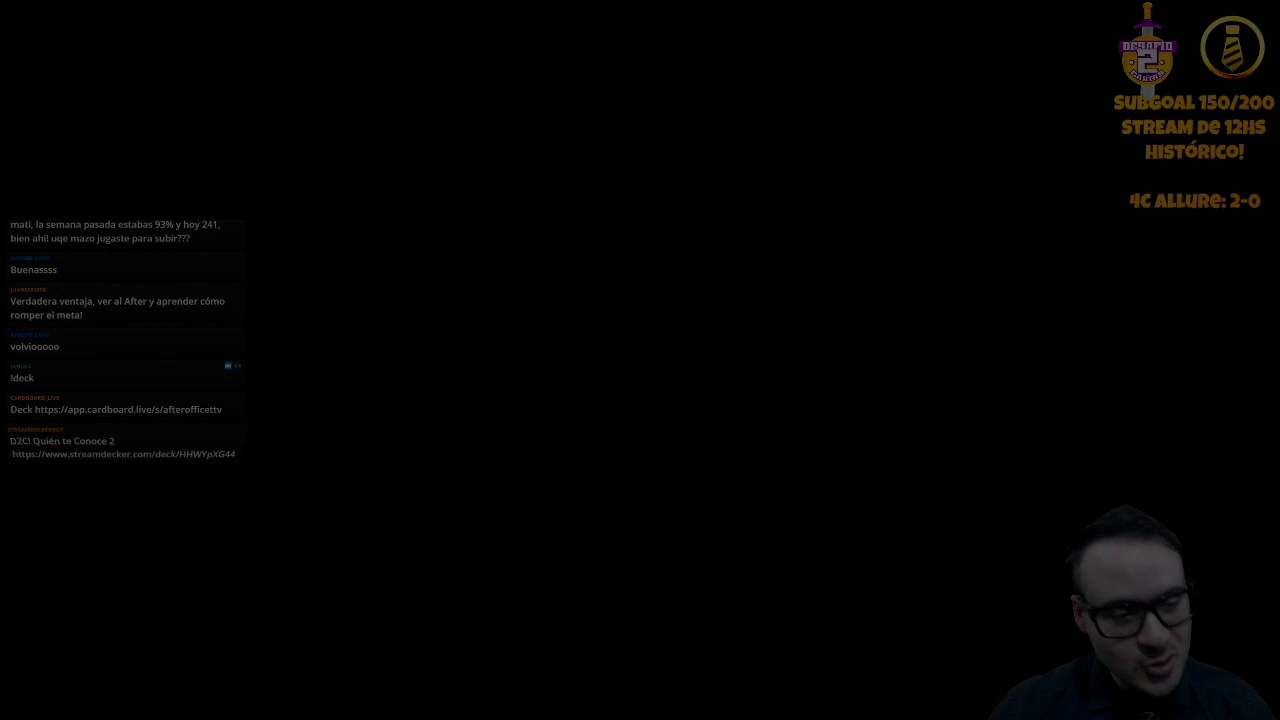 DESAFIO
2
SUBGOAL 150/200
STREAM de 12HS
HISTÓRICO!
4C ALLURE: 2-0
mati, la semana pasada estabas 93% y hoy 241,
bien ahi! uqe mazo jugaste para subir???
Buenassss
Verdadera ventaja, ver al After y aprender cómo
romper el meta!
volviooooo
!deck
CARDBOARD_LIVE
Deck https://app.cardboard.live/s/afterofficettv
D2C\ Quién te Conoce 2
https://www.streamdecker.com/deck/HHWYpXG44